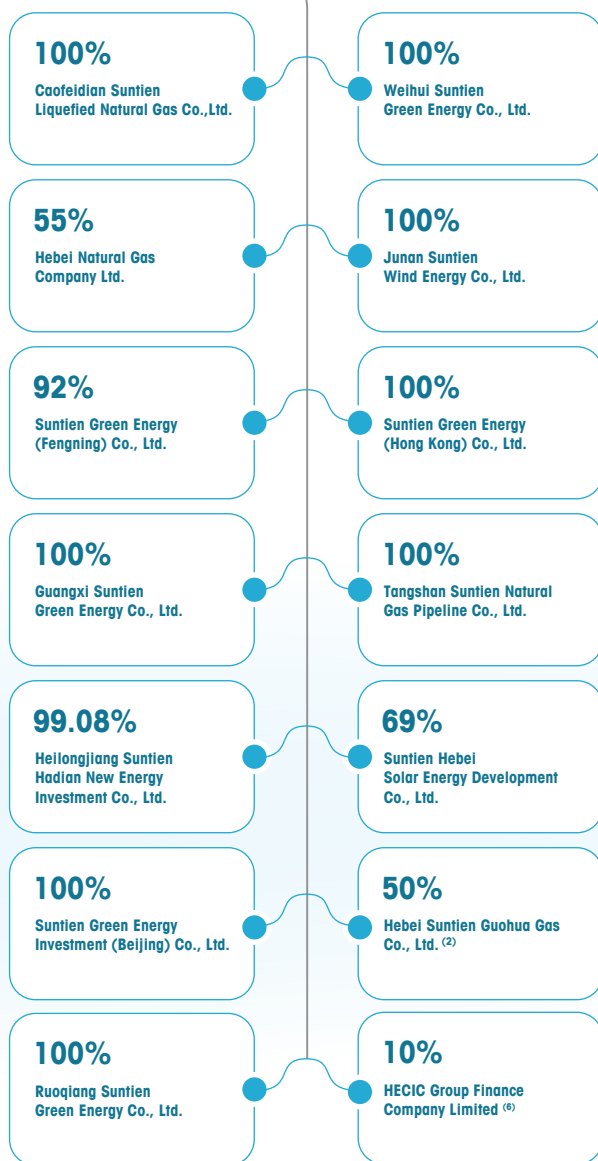 100%
Caofeidian Suntien
Liquefied Natural Gas Co.,Ltd.
100%
Weihui Suntien
Green Energy Co., Ltd.
55%
Hebei Natural Gas
Company Ltd.
100%
Junan Suntien
Wind Energy Co., Ltd.
92%
Suntien Green Energy
(Fengning) Co., Ltd.
100%
Suntien Green Energy
(Hong Kong) Co., Ltd.
100%
Guangxi Suntien
Green Energy Co., Ltd.
100%
Tangshan Suntien Natural
Gas Pipeline Co., Ltd.
99.08%
Heilongjiang Suntien
Hadian New Energy
Investment Co., Ltd.
69%
Suntien Hebei
Solar Energy Development
Co., Ltd.
100%
Suntien Green Energy
Investment (Beijing) Co., Ltd.
50%
Hebei Suntien Guohua Gas
Co., Ltd. (2)
100%
Ruoqiang Suntien
Green Energy Co., Ltd.
10%
HECIC Group Finance
Company Limited (6)